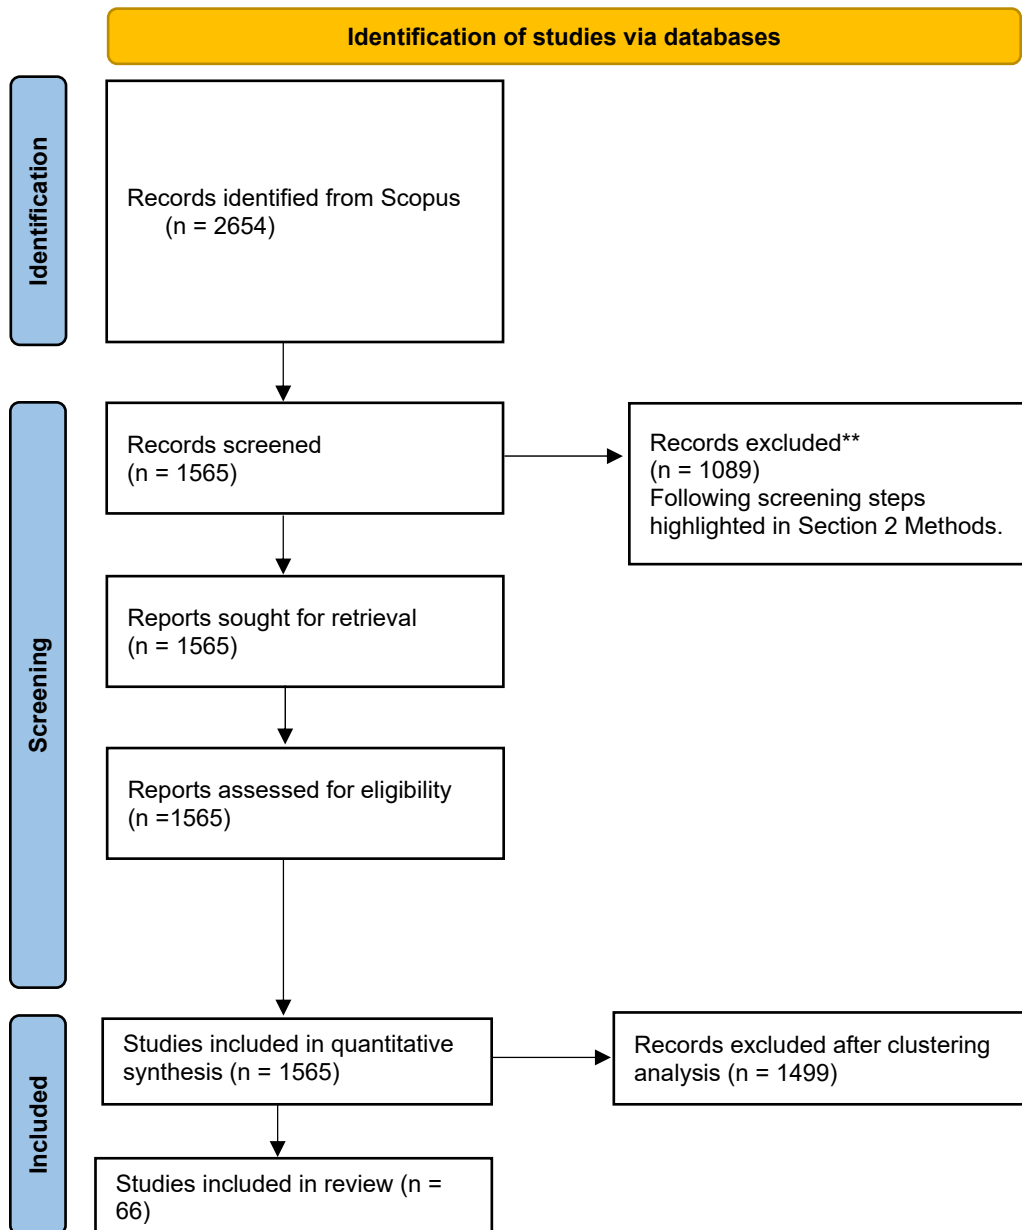 Identification of studies via databases
Identification
Records identified from Scopus
(n = 2654)
Screening
Records screened
(n = 1565)
Records excluded**
(n = 1089)
Following screening steps
highlighted in Section 2 Methods.
Reports sought for retrieval
(n = 1565)
Reports assessed for eligibility
(n =1565)
Included
Studies included in quantitative
synthesis (n = 1565)
Records excluded after clustering
analysis (n = 1499)
Studies included in review (n =
66)